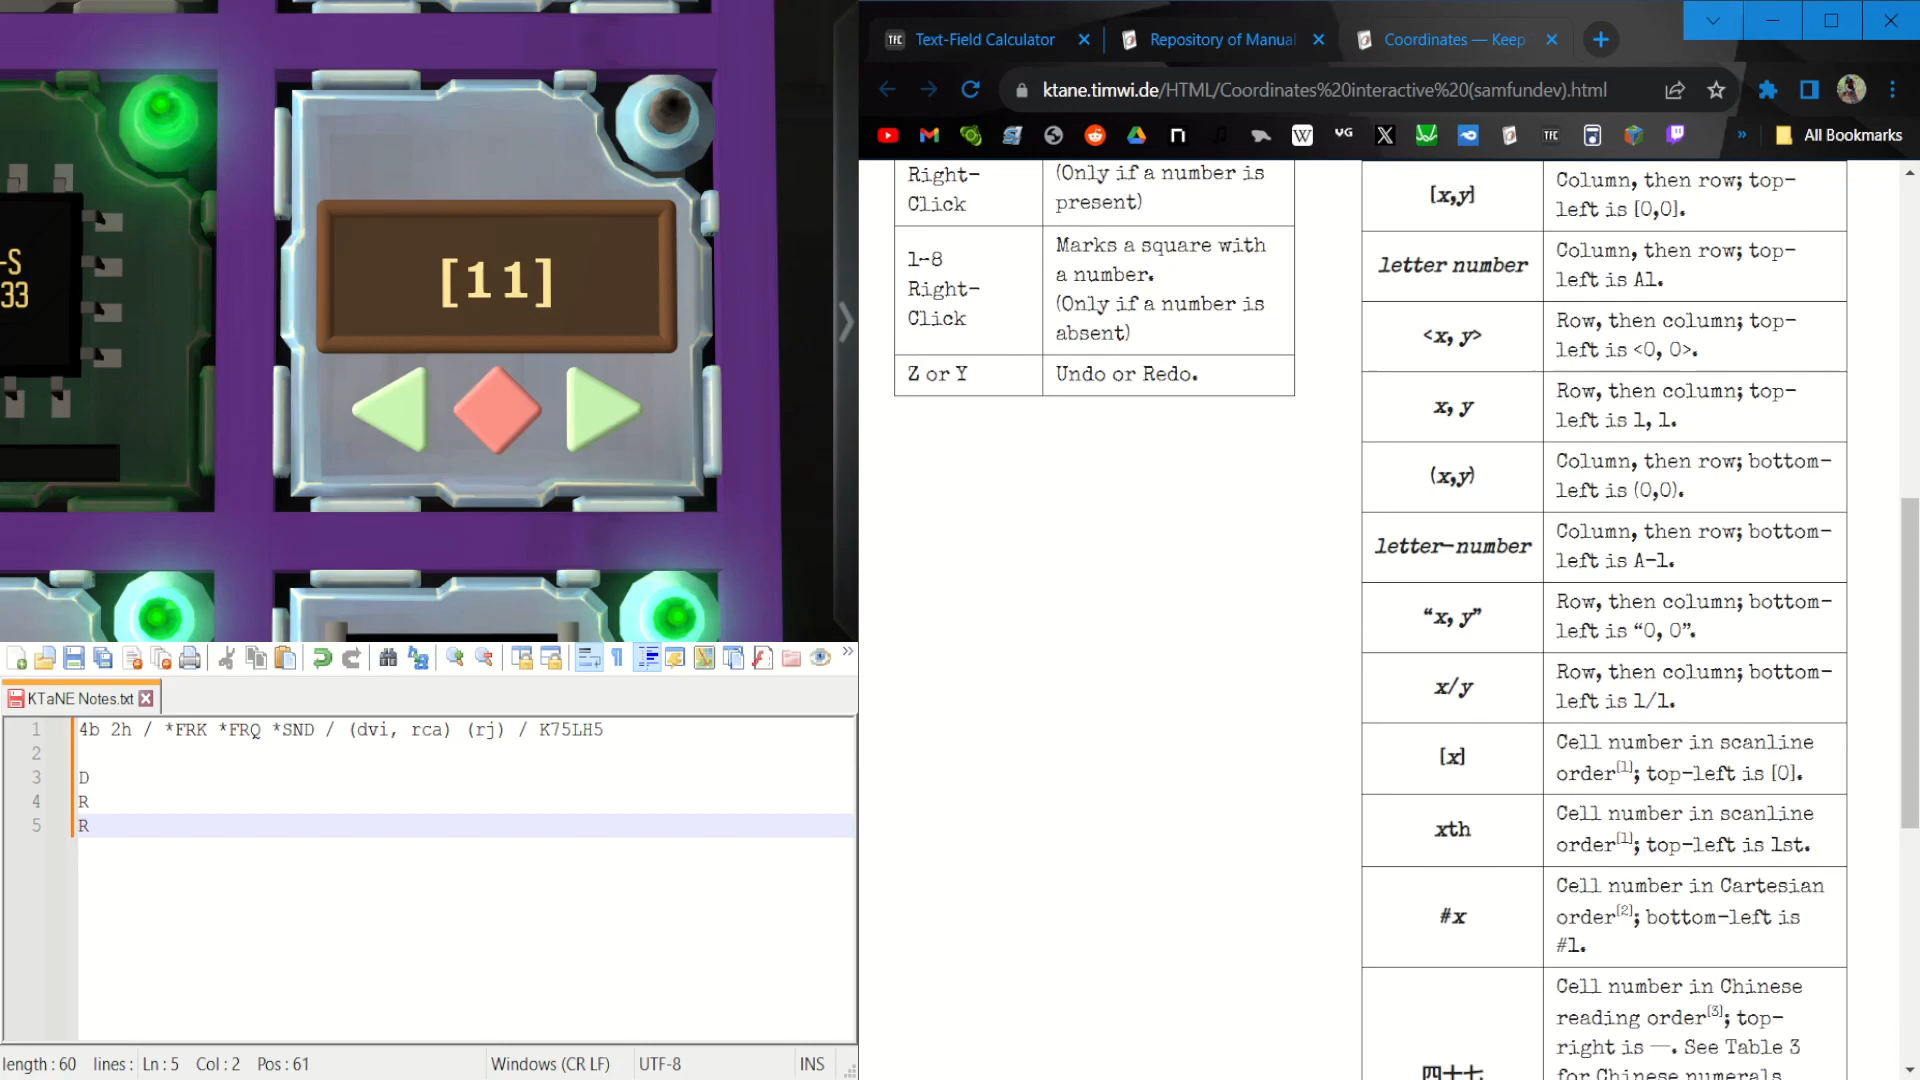 -S
33
[11]
Text-Field Calculator
Repository of Manual
Coordinates — Keep
ktane.timwi.de/HTML/Coordinates%20interactive%20(samfundev).html
All Bookmarks
Right-
Click
(Only if a number is
present)
1-8
Right-
Click
Marks a square with
a number.
(Only if a number is
absent)
Z or Y
Undo or Redo.
[x,y]
Column, then row; top-
left is [0,0].
letter number
Column, then row; top-
left is A1.
<x, y>
Row, then column; top-
left is <0, 0>.
x, y
Row, then column; top-
left is 1, 1.
(x,y)
Column, then row; bottom-
left is (0,0).
letter-number
Column, then row; bottom-
left is A-1.
“x, y”
Row, then column; bottom-
left is “0, 0”.
x/y
Row, then column; bottom-
left is 1/1.
[x]
Cell number in scanline
order[1]; top-left is [0].
xth
Cell number in scanline
order[1]; top-left is 1st.
#x
Cell number in Cartesian
order[2]; bottom-left is
#1.
四十七
Cell number in Chinese
reading order[3]; top-
right is 一. See Table 3
for Chinese numerals
KTaNE Notes.txt
1 4b 2h / *FRK *FRQ *SND / (dvi, rca) (rj) / K75LH5
2
3 D
4 R
5 R
length : 60 lines : Ln : 5 Col : 2 Pos : 61 Windows (CR LF) UTF-8 INS